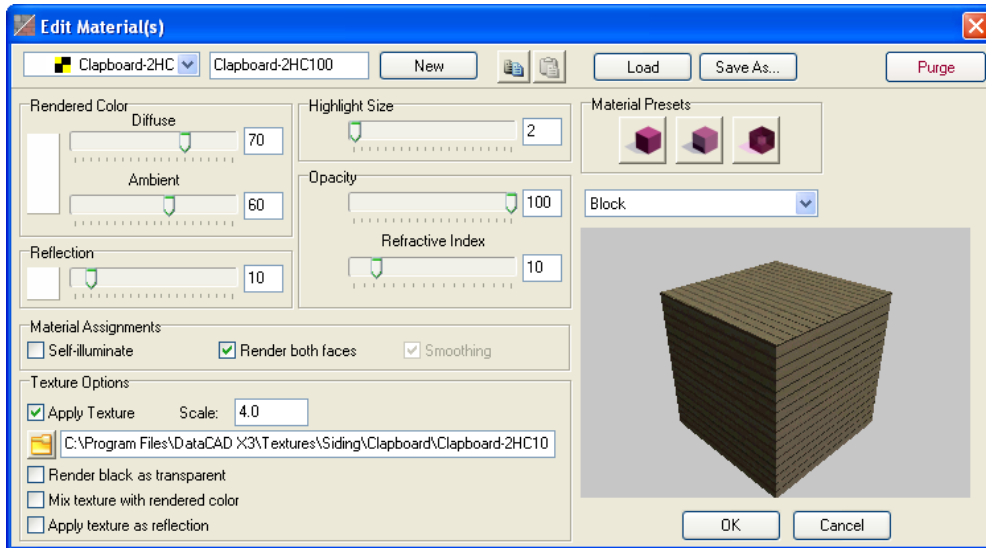 Edit Material(s)
Clapboard-2HC Clapboard-2HC100 New Load Save As... Purge
Rendered Color
Diffuse
70
Ambient
60
Highlight Size
2
Material Presets
Opacity
100
Refractive Index
10
Block
Reflection
10
Material Assignments
Self-illuminate Render both faces Smoothing
Texture Options
Apply Texture Scale: 4.0
C:\Program Files\DataCAD X3\Textures\Siding\Clapboard\Clapboard-2HC10
Render black as transparent
Mix texture with rendered color
Apply texture as reflection
OK Cancel